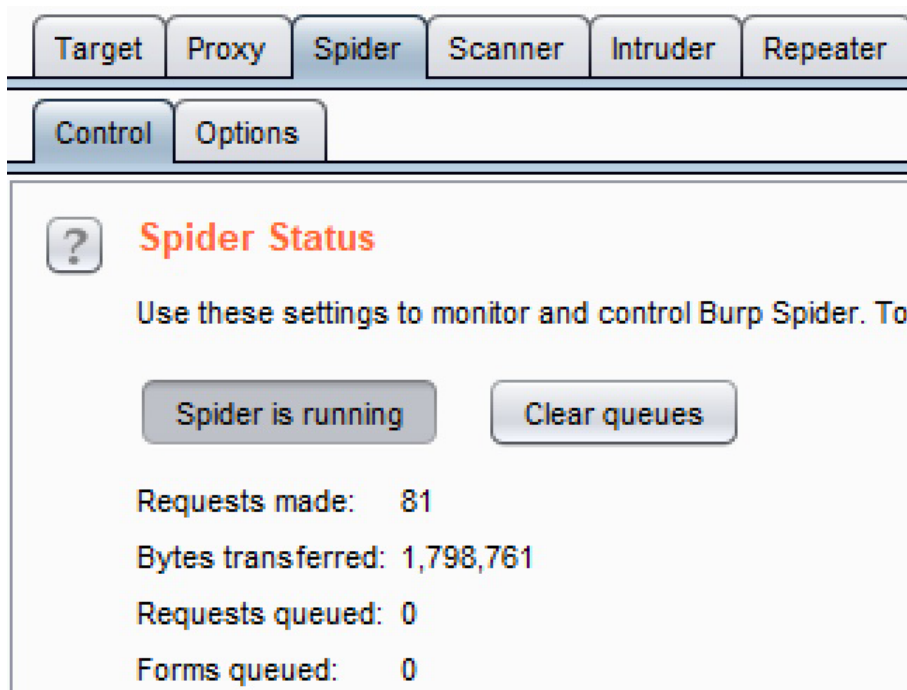 Target Proxy Spider Scanner Intruder Repeater
Control Options
? Spider Status
Use these settings to monitor and control Burp Spider. To
Spider is running Clear queues
Requests made: 81
Bytes transferred: 1,798,761
Requests queued: 0
Forms queued: 0